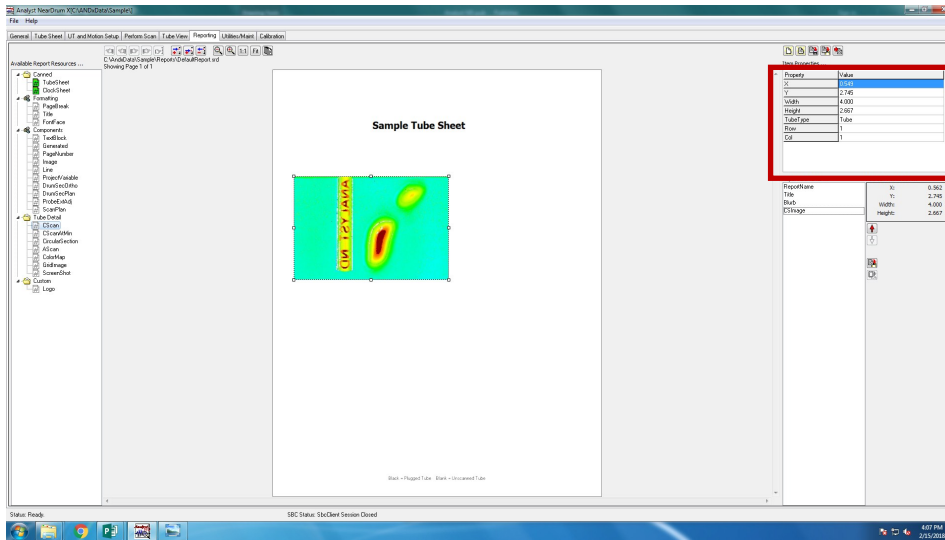 Analyst NearDrum X[C:\ANDxData\Sample\]
File Help
General Tube Sheet UT and Motion Setup Perform Scan Tube View Reporting Utilities/Maint Calibration
1:1 Fit
C:\AndxData\Sample\Reports\DefaultReport.srd
Showing Page 1 of 1
Available Report Resources ...
Canned
TubeSheet
ClockSheet
Formatting
PageBreak
Title
FontFace
Components
TextBlock
Generated
PageNumber
Image
Line
ProjectVariable
DrumSecOrtho
DrumSecPlan
ProbeExtAdj
ScanPlan
Tube Detail
CScan
CScanAtMin
CircularSection
AScan
ColorMap
GridImage
ScreenShot
Custom
Logo
Sample Tube Sheet
Black = Plugged Tube Blank = Unscanned Tube
Item Properties ...
Property Value
X 0.549
Y 2.745
Width 4.000
Height 2.667
TubeType Tube
Row 1
Col 1
ReportName
Title
Blurb
CSImage
X: 0.562
Y: 2.745
Width: 4.000
Height: 2.667
Status: Ready.
SBC Status: SbcClient Session Closed
4:07 PM
2/15/2018